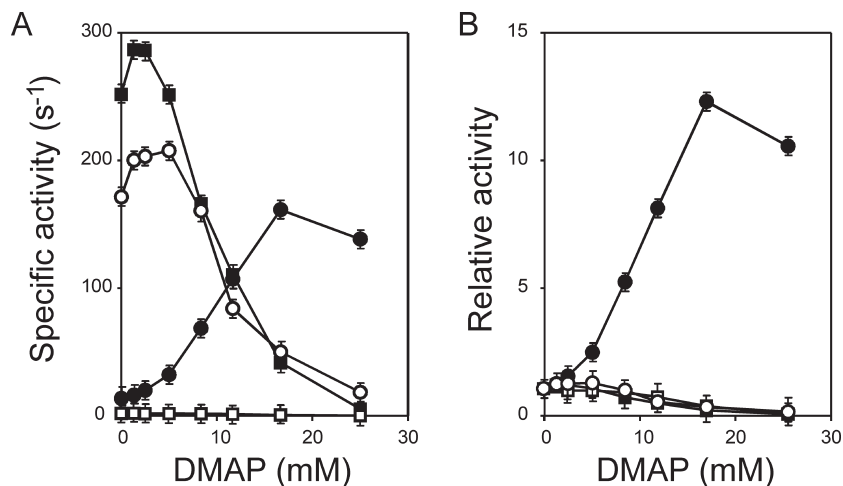 A
B
300
200
100
0
Specific activity (s-1)
0 10 20 30
DMAP (mM)
15
10
5
0
Relative activity
0 10 20 30
DMAP (mM)